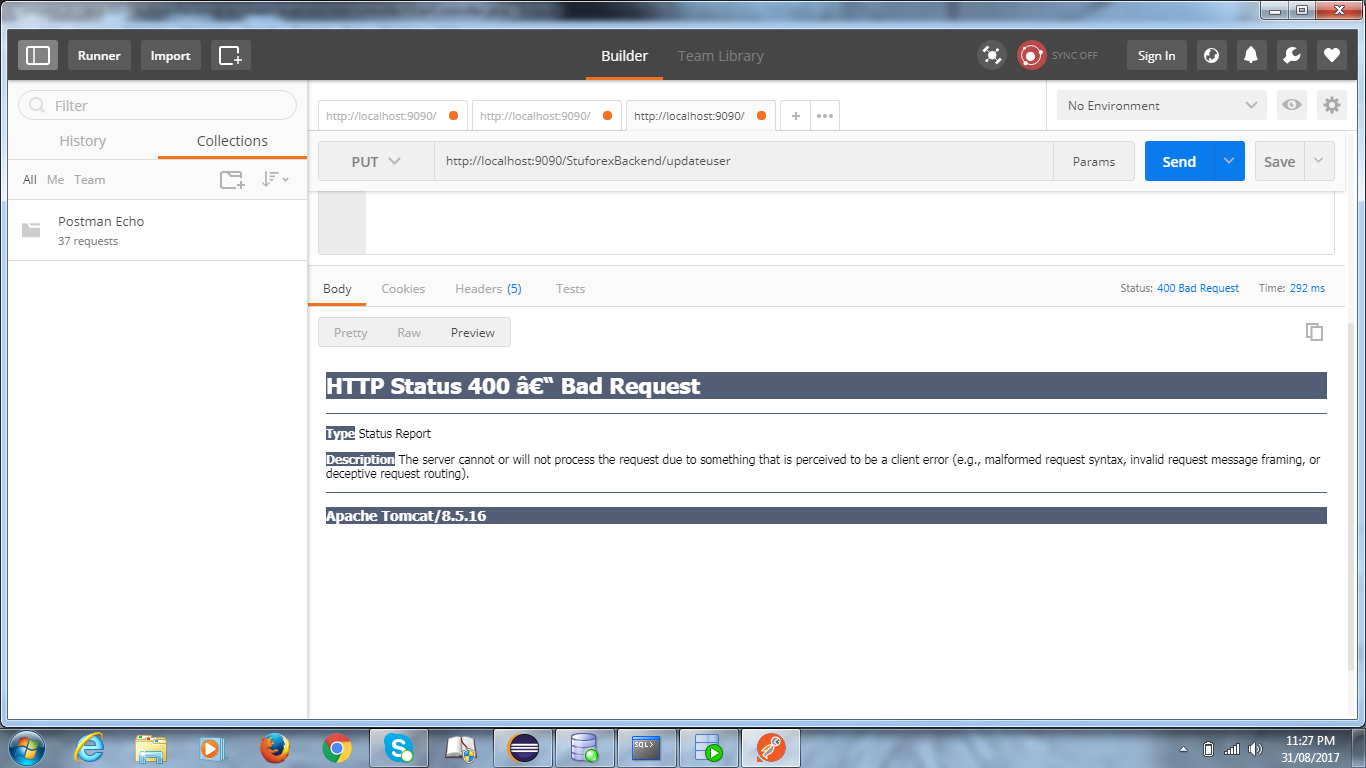 Runner
Import
Builder
Team Library
SYNC OFF
Sign In
Filter
History
Collections
All Me Team
Postman Echo
37 requests
http://localhost:9090/
http://localhost:9090/
http://localhost:9090/
No Environment
PUT
http://localhost:9090/StuforexBackend/updateuser
Params
Send
Save
Body
Cookies
Headers (5)
Tests
Status: 400 Bad Request
Time: 292 ms
Pretty
Raw
Preview
HTTP Status 400 â€“ Bad Request
Type Status Report
Description The server cannot or will not process the request due to something that is perceived to be a client error (e.g., malformed request syntax, invalid request message framing, or
deceptive request routing).
Apache Tomcat/8.5.16
SQL>
11:27 PM
31/08/2017